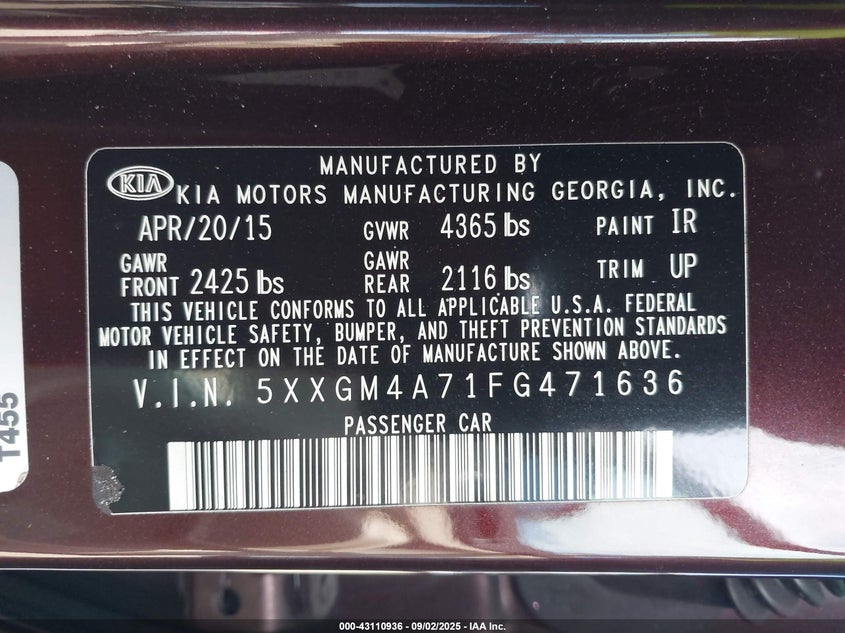 MANUFACTURED BY
KIA KIA MOTORS MANUFACTURING GEORGIA, INC.
APR/20/15 GVWR 4365 lbs PAINT IR
GAWR FRONT 2425 lbs GAWR REAR 2116 lbs TRIM UP
THIS VEHICLE CONFORMS TO ALL APPLICABLE U.S.A. FEDERAL
MOTOR VEHICLE SAFETY, BUMPER, AND THEFT PREVENTION STANDARDS
IN EFFECT ON THE DATE OF MANUFACTURE SHOWN ABOVE.
V.I.N. 5XXGM4A71FG471636
PASSENGER CAR
T455
000-43110936 - 09/02/2025 - IAA Inc.